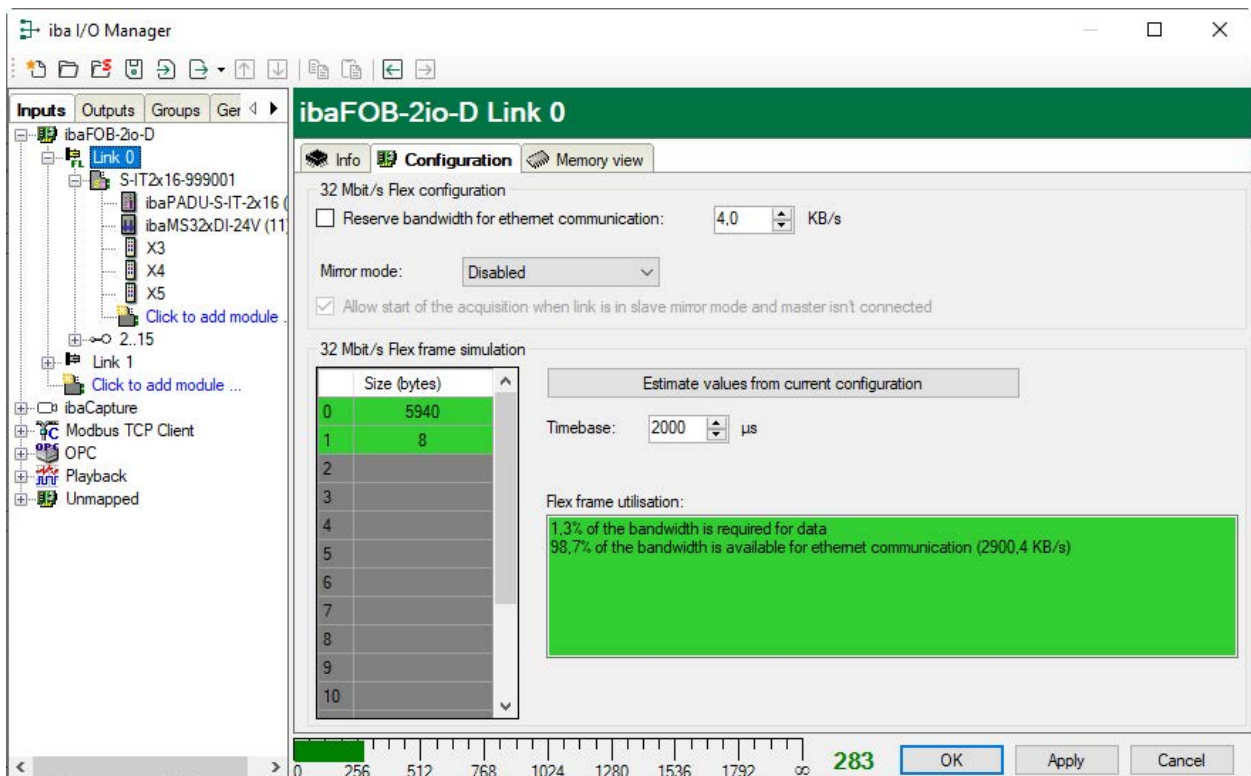 iba I/O Manager
Inputs Outputs Groups Ger
ibaFOB-2io-D
Link 0
S-IT2x16-999001
ibaPADU-S-IT-2x16 (
ibaMS32xDI-24V (11)
X3
X4
X5
Click to add module .
2..15
Link 1
Click to add module ...
ibaCapture
Modbus TCP Client
OPC
Playback
Unmapped
ibaFOB-2io-D Link 0
Info Configuration Memory view
32 Mbit/s Flex configuration
Reserve bandwidth for ethernet communication: 4,0 KB/s
Mirror mode: Disabled
Allow start of the acquisition when link is in slave mirror mode and master isn't connected
32 Mbit/s Flex frame simulation
Size (bytes)
0 5940
1 8
2
3
4
5
6
7
8
9
10
Estimate values from current configuration
Timebase: 2000 µs
Flex frame utilisation:
1,3% of the bandwidth is required for data
98,7% of the bandwidth is available for ethernet communication (2900,4 KB/s)
0 256 512 768 1024 1280 1536 1792 ∞
283
OK Apply Cancel